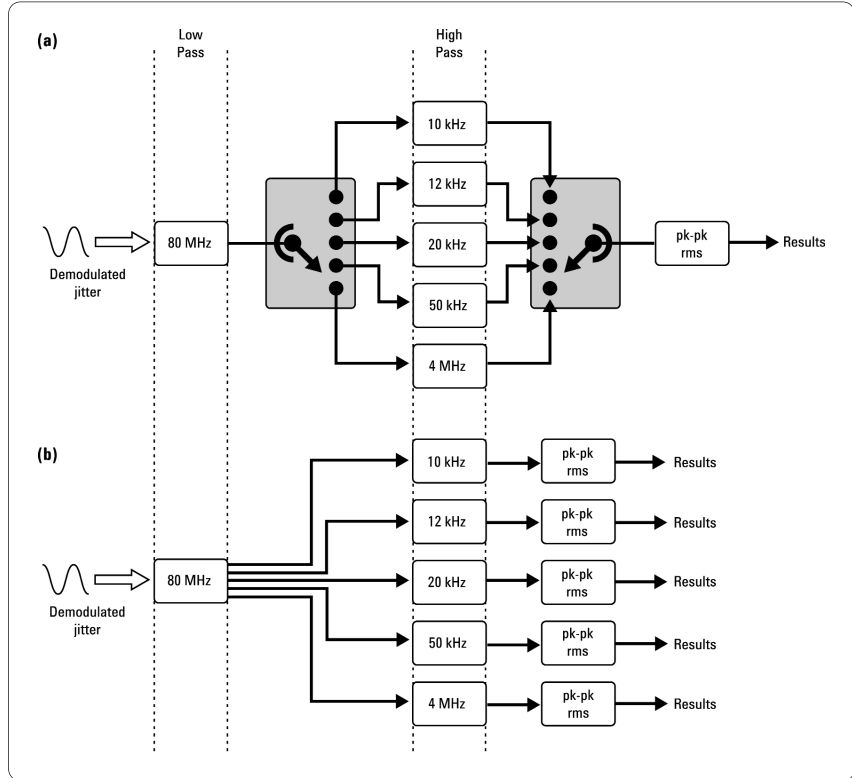 (a)
Low
Pass
High
Pass
10 kHz
12 kHz
80 MHz
20 kHz
pk-pk
rms
Results
Demodulated
jitter
50 kHz
4 MHz
(b)
10 kHz
pk-pk
rms
Results
12 kHz
pk-pk
rms
Results
80 MHz
20 kHz
pk-pk
rms
Results
Demodulated
jitter
50 kHz
pk-pk
rms
Results
4 MHz
pk-pk
rms
Results